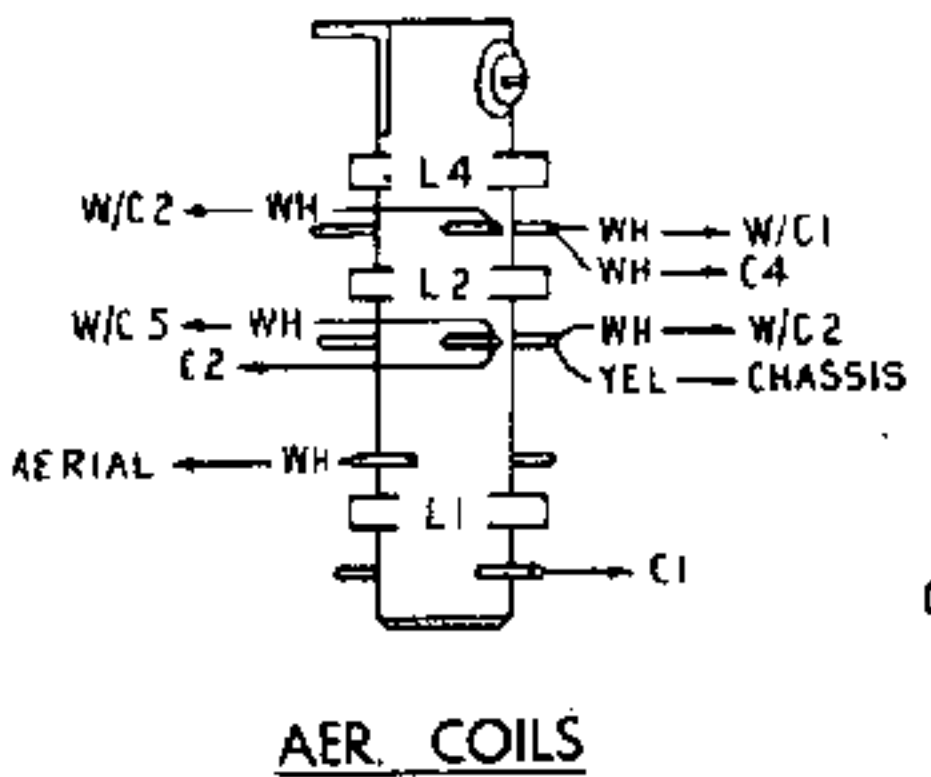 L4
W/C2 WH WH W/C1
WH C4
L2
W/C5 WH WH W/C2
C2 YEL CHASSIS
AERIAL WH
L1
C1
AER. COILS